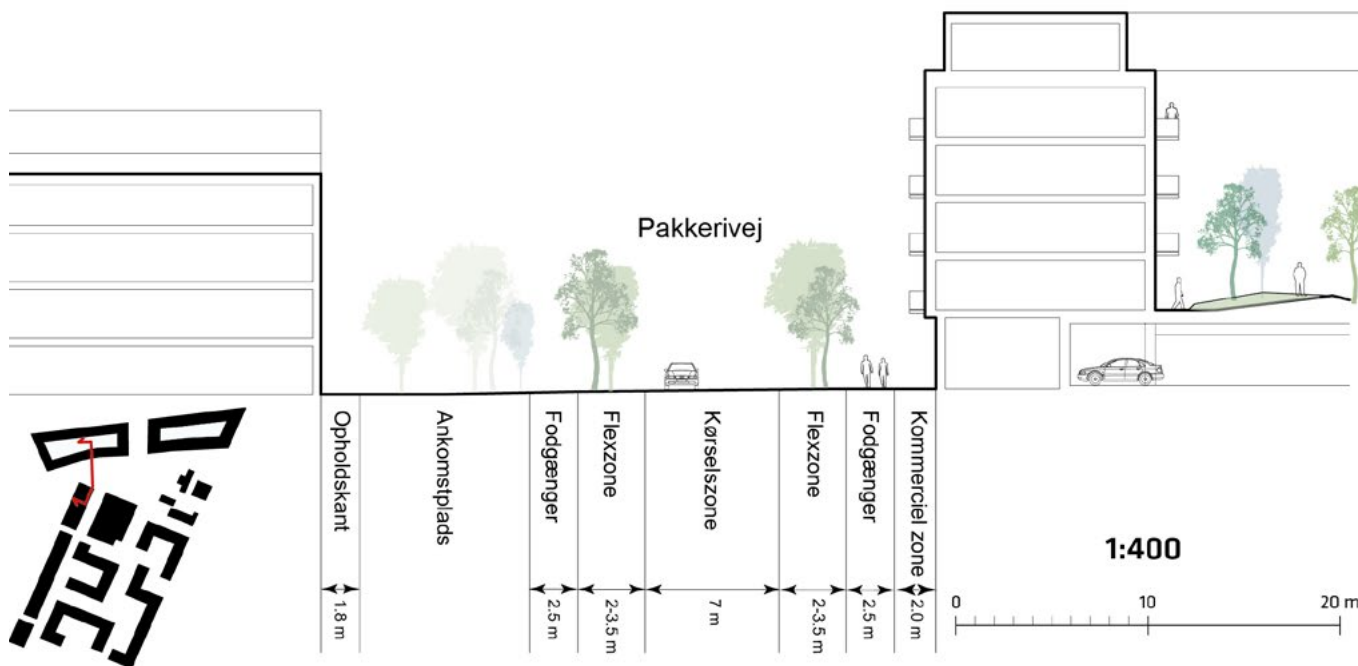 Pakkerivej
Opholdskant
Ankomstplads
Fodgænger
Flexzone
Kørselszone
Flexzone
Fodgænger
Kommerciel zone
1.8 m
2.5 m
2-3.5 m
7 m
2-3.5 m
2.5 m
2.0 m
1:400
0 10 20 m